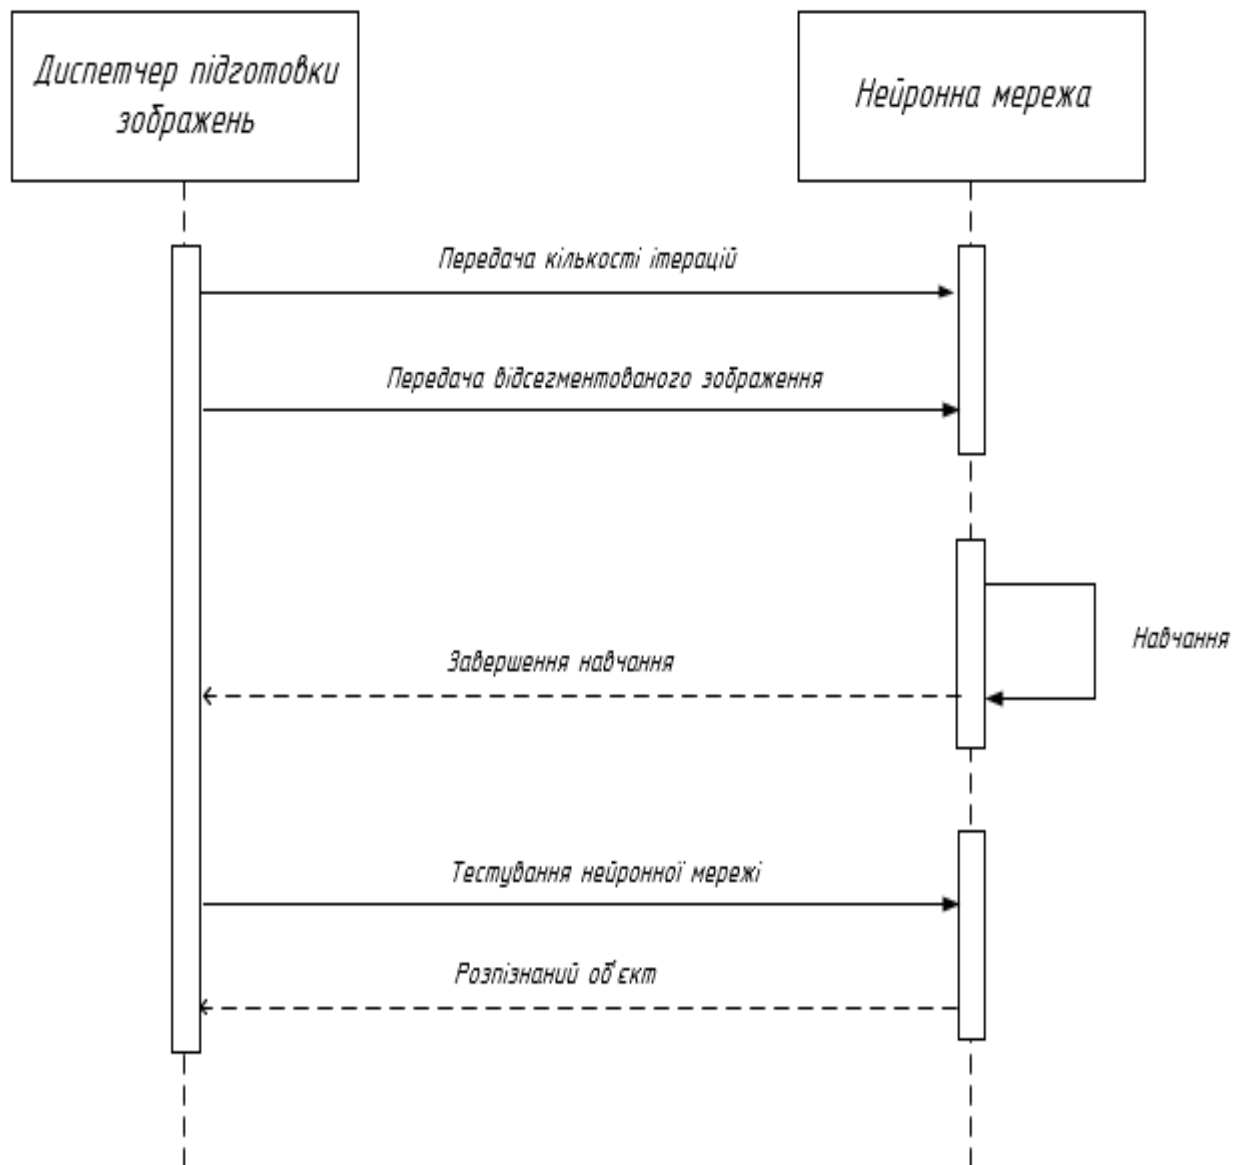 Диспетчер підготовки
зображень
Нейронна мережа
Передача кількості ітерацій
Передача відсегментованого зображення
Навчання
Завершення навчання
Тестування нейронної мережі
Розпізнаний об'єкт